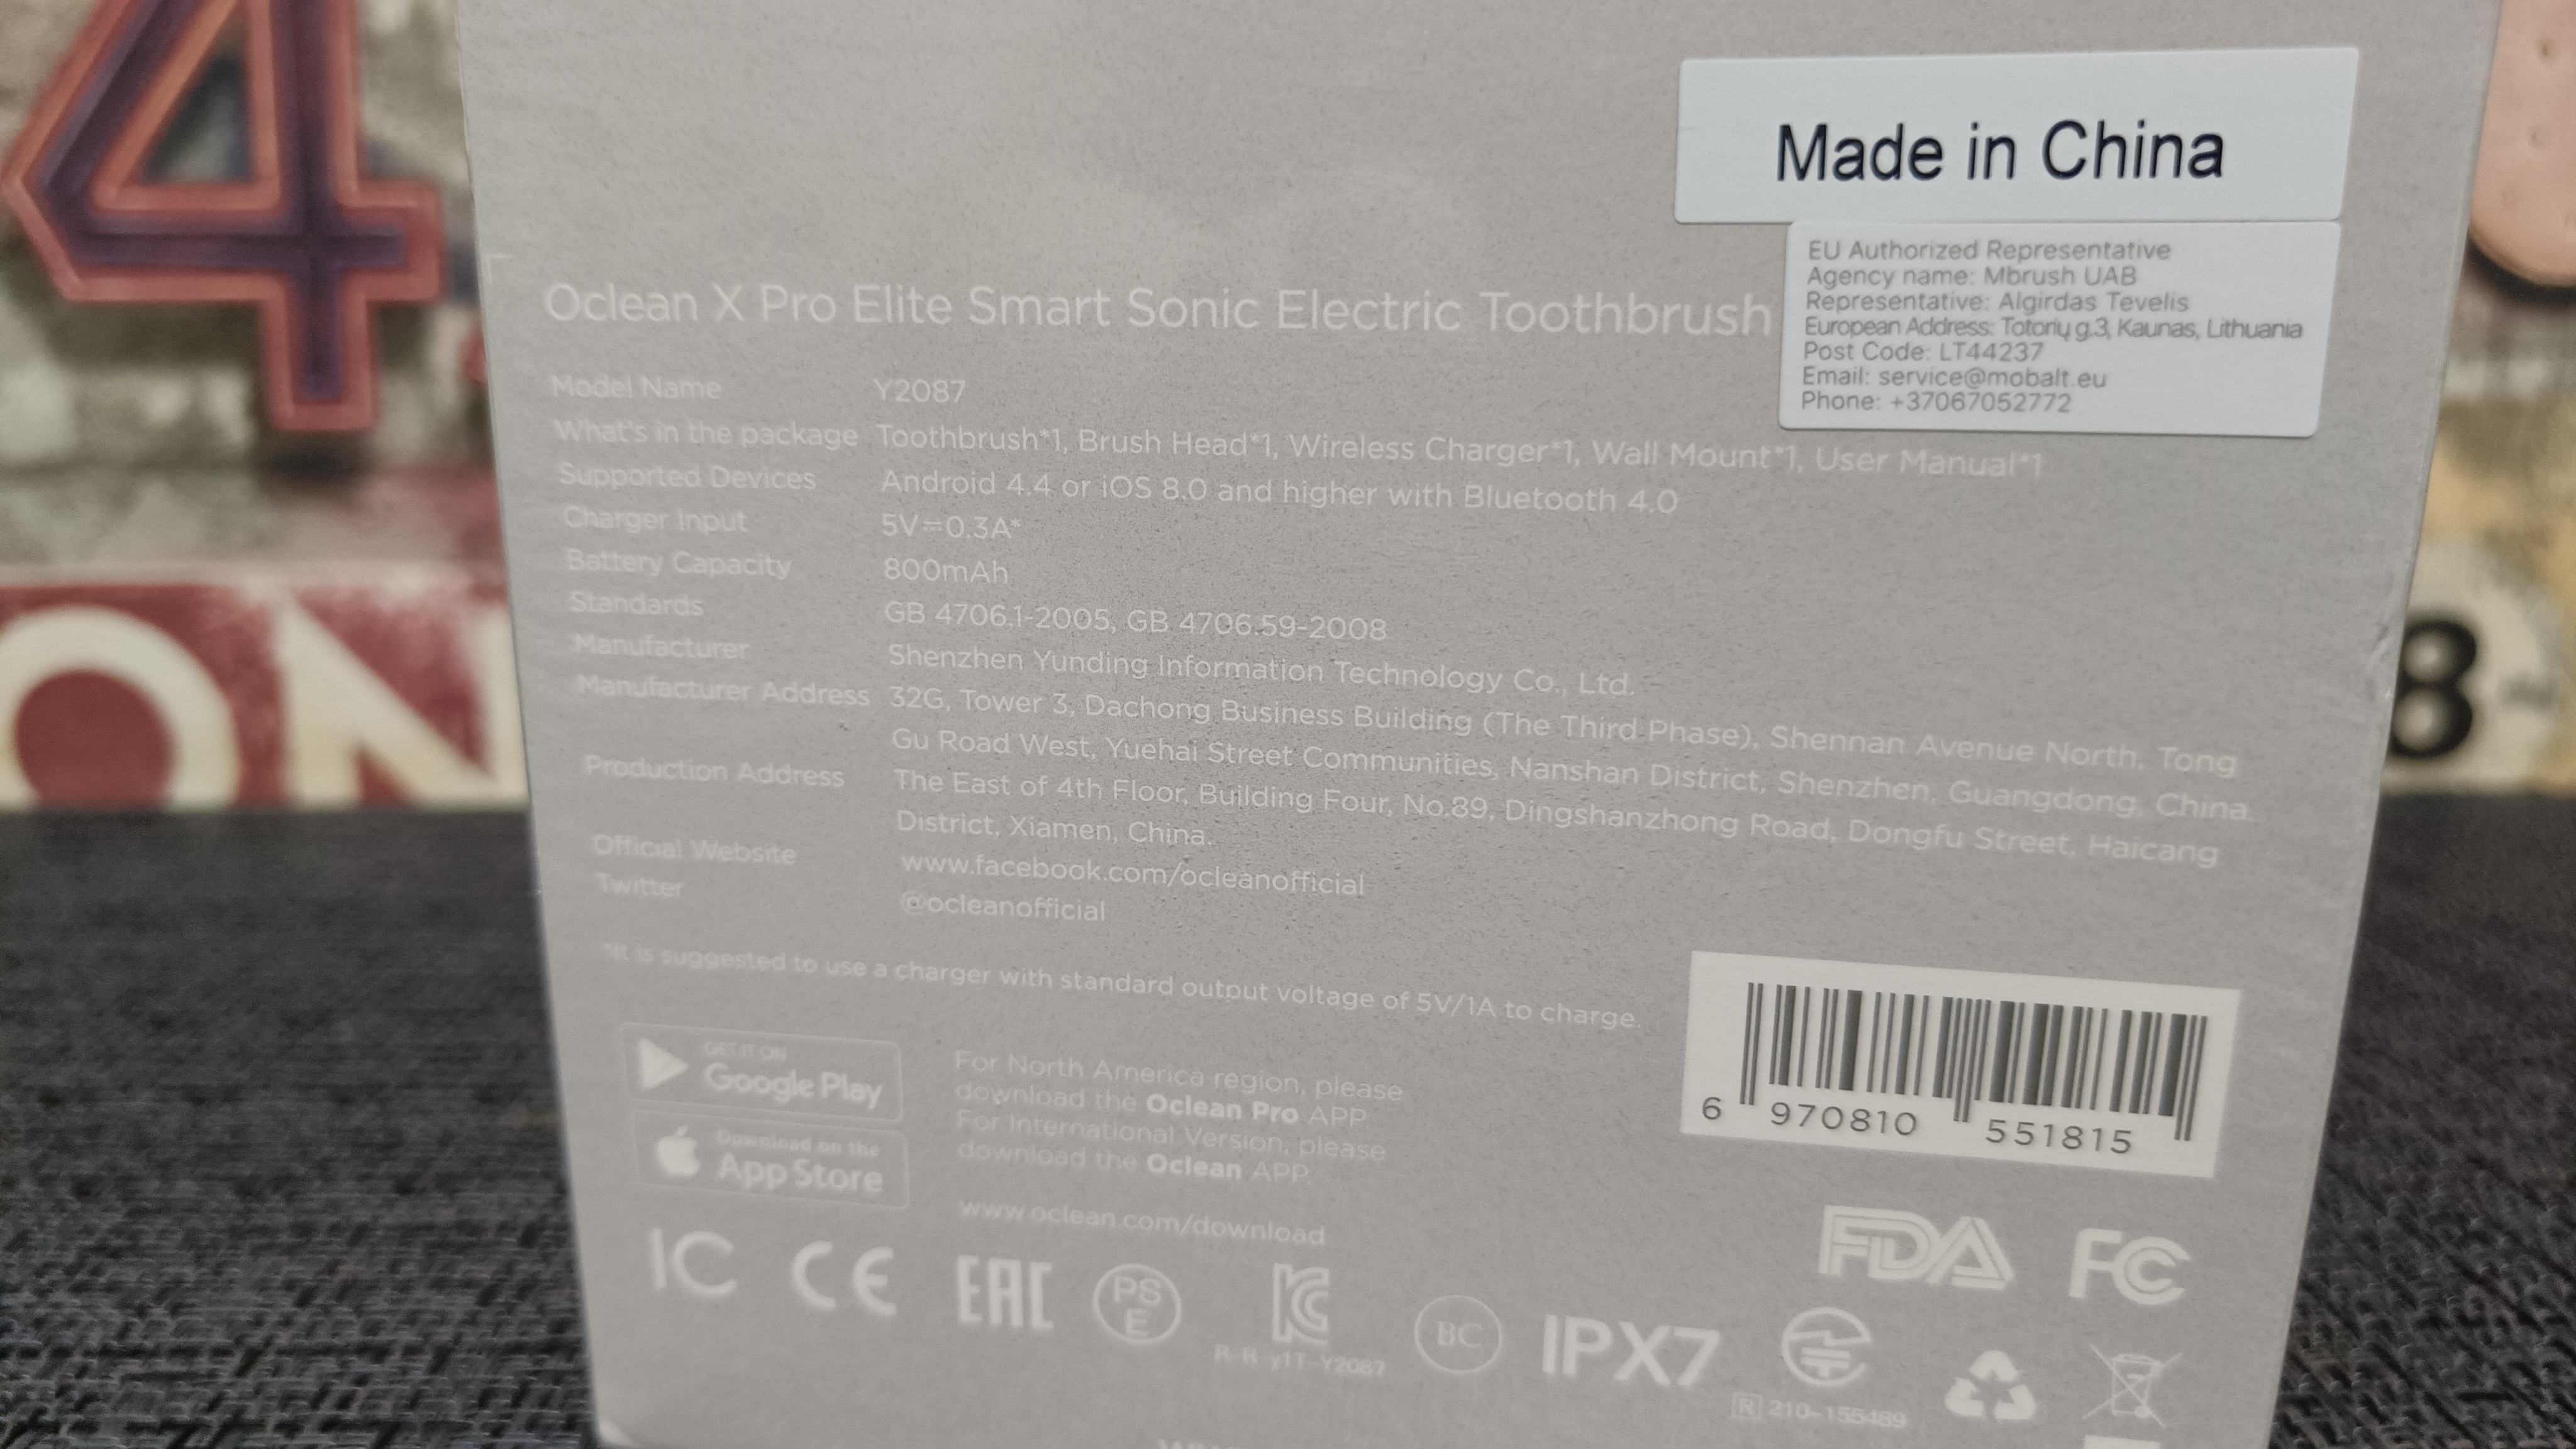 4
Made in China
EU Authorized Representative
Agency name: Mbrush UAB
Representative: Algirdas Tevelis
European Address: Totorių g.3, Kaunas, Lithuania
Post Code: LT44237
Email: service@mobalt.eu
Phone: +37067052772
Oclean X Pro Elite Smart Sonic Electric Toothbrush
Model Name Y2087
What's in the package Toothbrush*1, Brush Head*1, Wireless Charger*1, Wall Mount*1, User Manual*1
Supported Devices Android 4.4 or iOS 8.0 and higher with Bluetooth 4.0
Charger Input 5V⎓0.3A*
Battery Capacity 800mAh
Standards GB 4706.1-2005, GB 4706.59-2008
Manufacturer Shenzhen Yunding Information Technology Co., Ltd.
Manufacturer Address 32G, Tower 3, Dachong Business Building (The Third Phase), Shennan Avenue North, Tong
Gu Road West, Yuehai Street Communities, Nanshan District, Shenzhen, Guangdong, China.
Production Address The East of 4th Floor, Building Four, No.89, Dingshanzhong Road, Dongfu Street, Haicang
District, Xiamen, China.
Official Website www.facebook.com/ocleanofficial
Twitter @ocleanofficial
*It is suggested to use a charger with standard output voltage of 5V/1A to charge.
GET IT ON
Google Play
Download on the
App Store
For North America region, please
download the Oclean Pro APP.
For International Version, please
download the Oclean APP.
www.oclean.com/download
6 970810 551815
FDA FC
IC CE EAC PS E KC BC IPX7
R-R-y1T-Y2087
R 210-155489
ON
8